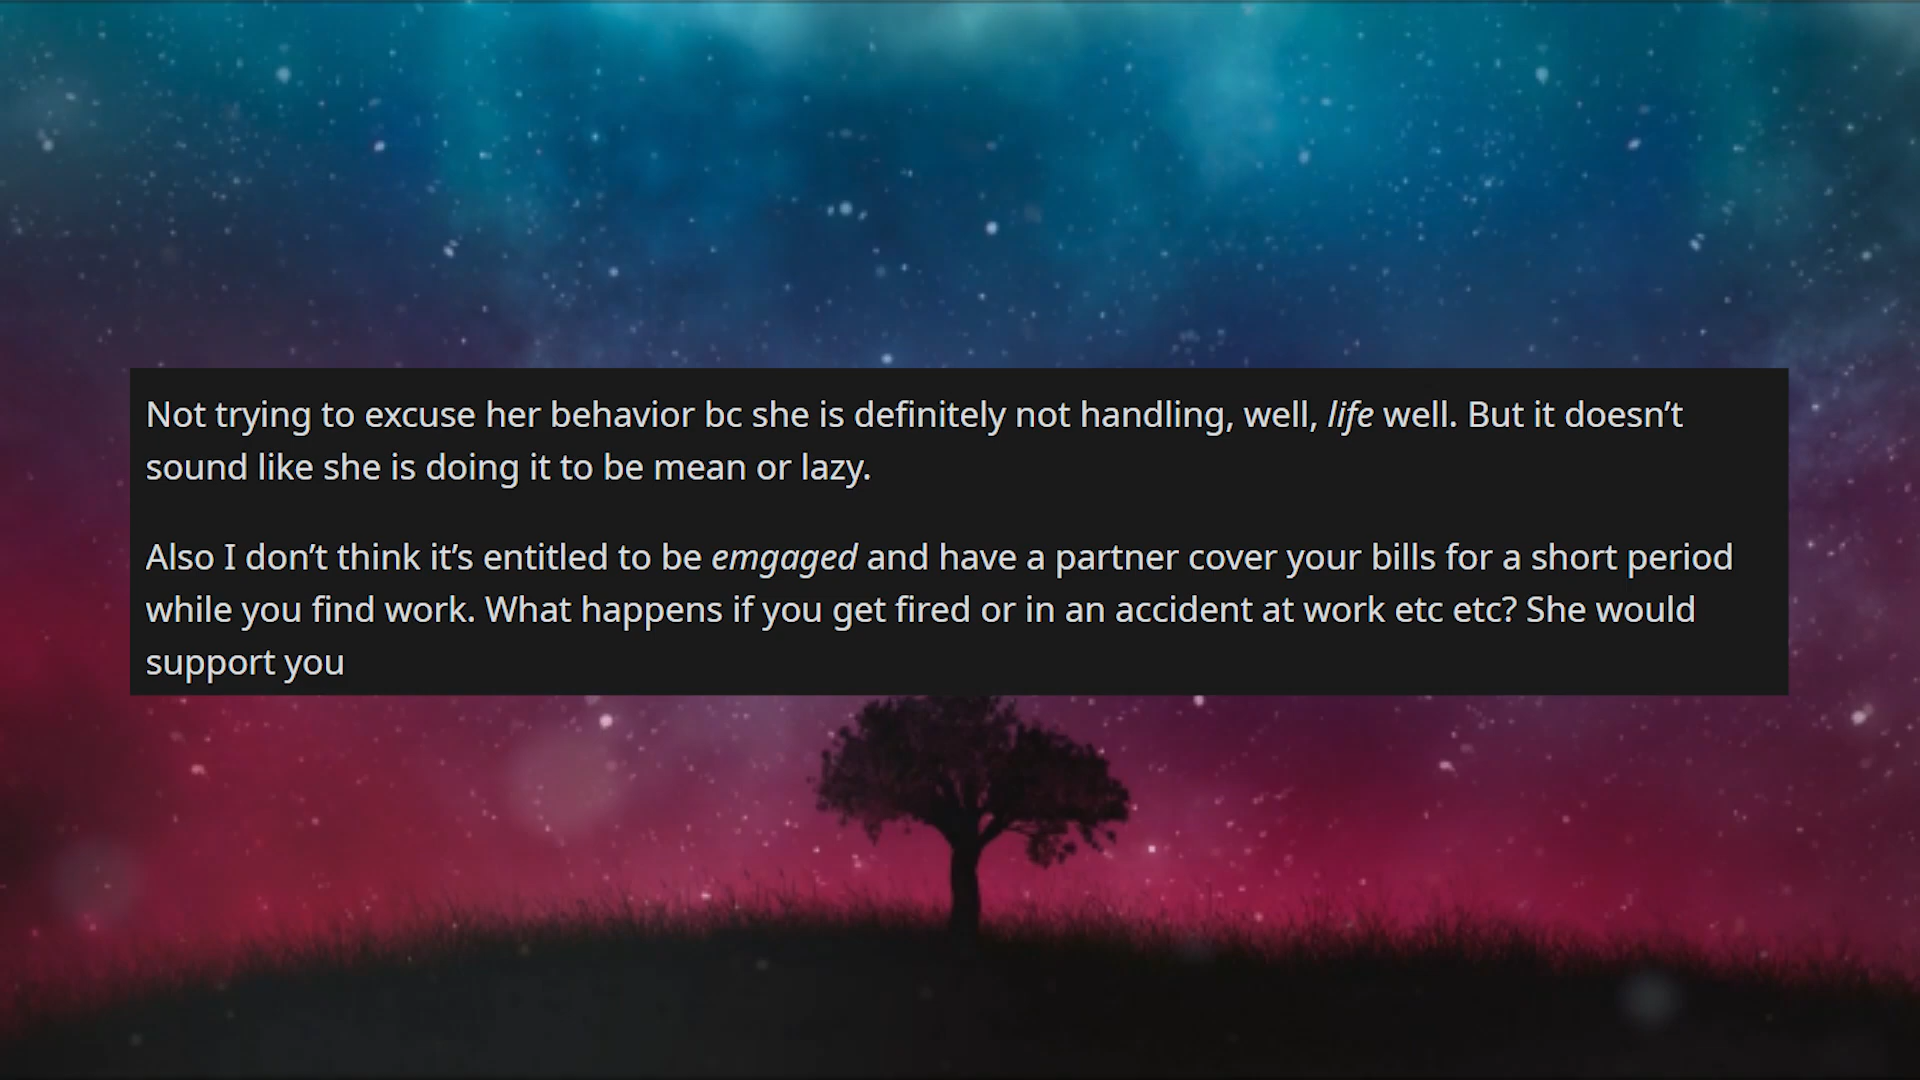 Not trying to excuse her behavior bc she is definitely not handling, well, life well. But it doesn’t
sound like she is doing it to be mean or lazy.
Also I don’t think it’s entitled to be emgaged and have a partner cover your bills for a short period
while you find work. What happens if you get fired or in an accident at work etc etc? She would
support you